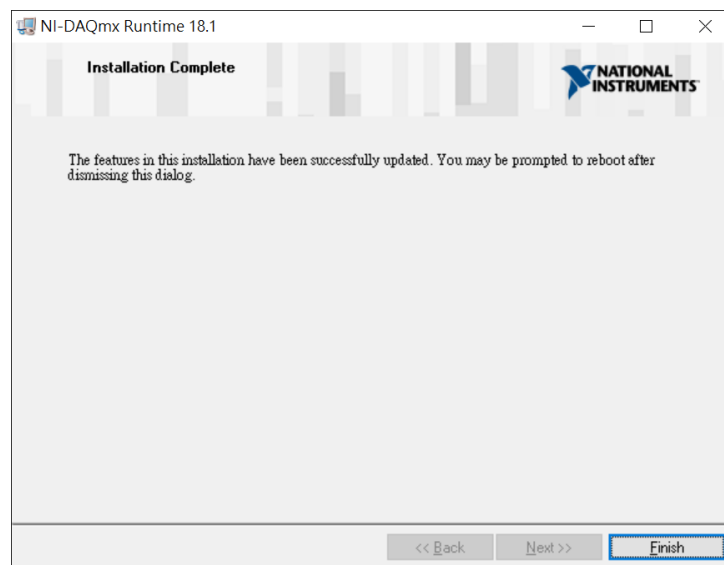 NI-DAQmx Runtime 18.1
Installation Complete
NATIONAL
INSTRUMENTS
The features in this installation have been successfully updated. You may be prompted to reboot after
dismissing this dialog.
<< Back
Next >>
Finish